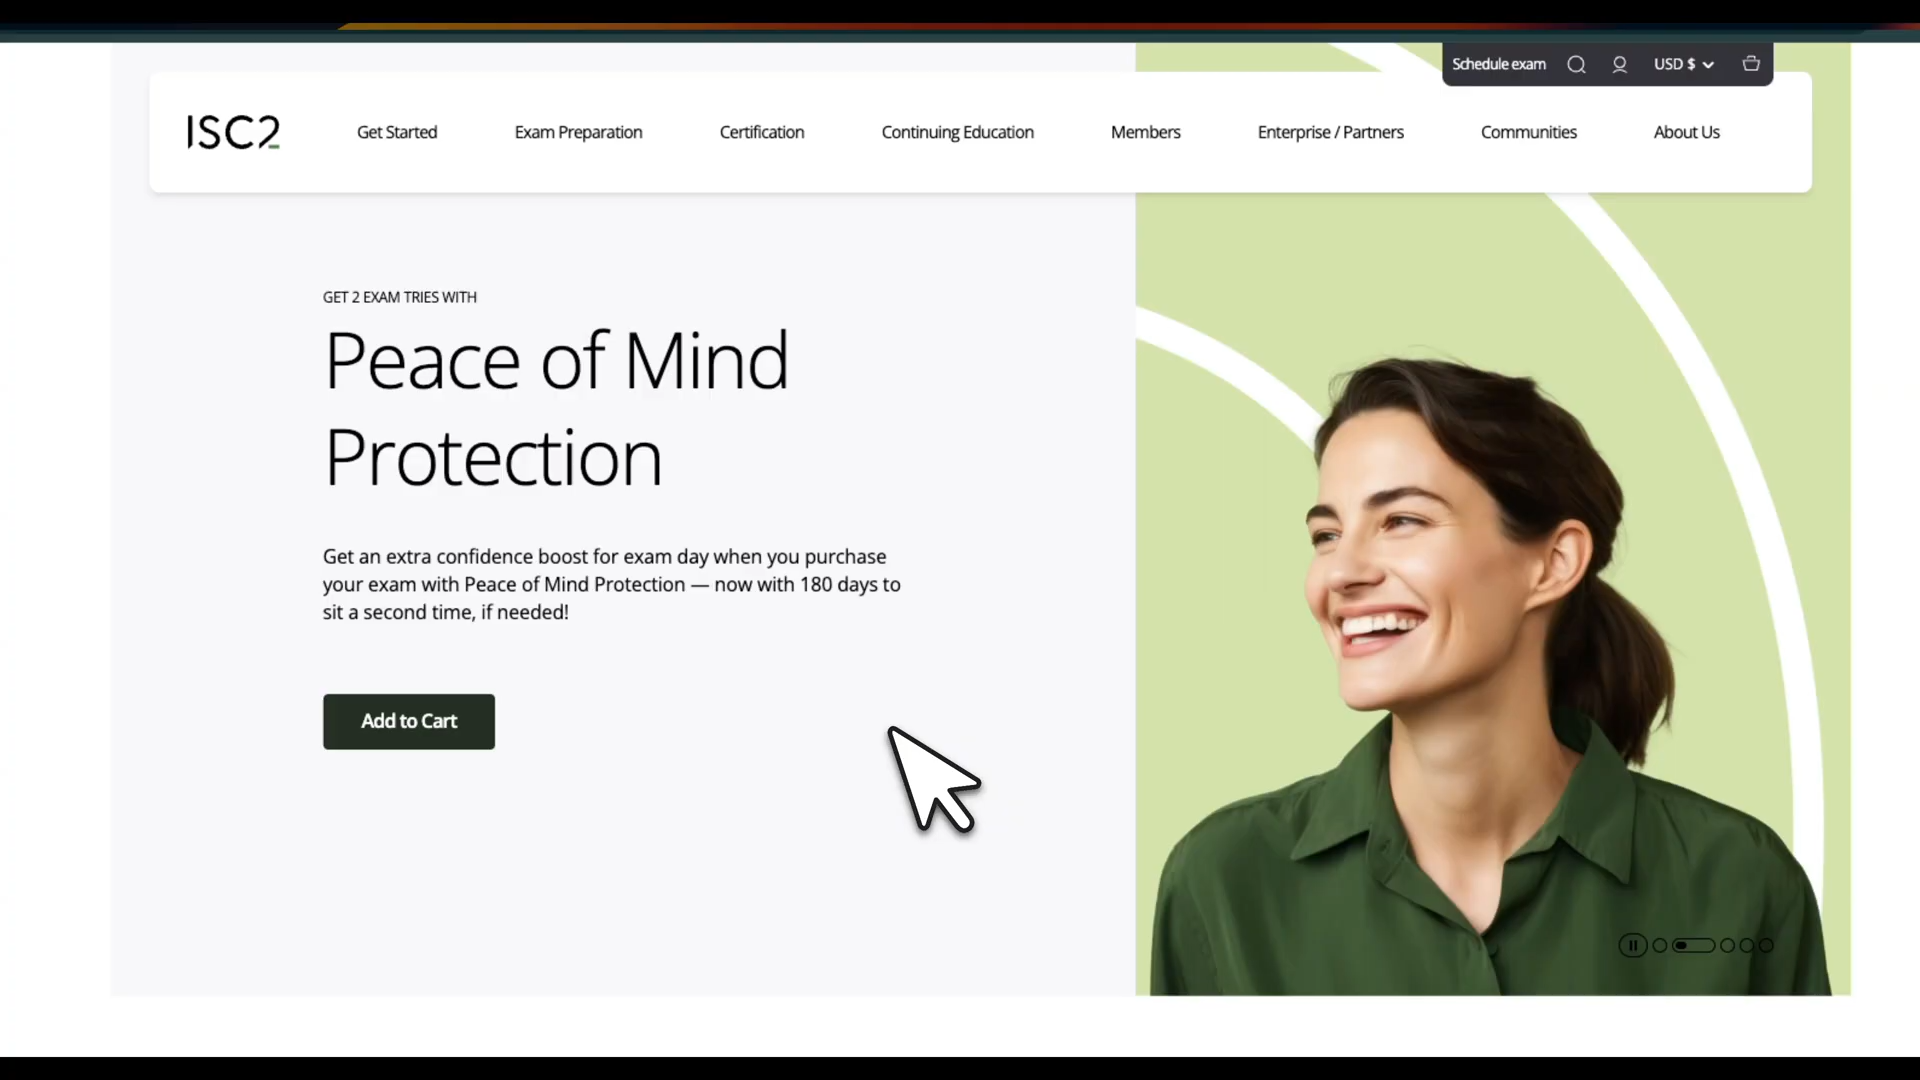 Schedule exam USD $
ISC2 Get Started Exam Preparation Certification Continuing Education Members Enterprise / Partners Communities About Us
GET 2 EXAM TRIES WITH
Peace of Mind
Protection
Get an extra confidence boost for exam day when you purchase
your exam with Peace of Mind Protection — now with 180 days to
sit a second time, if needed!
Add to Cart